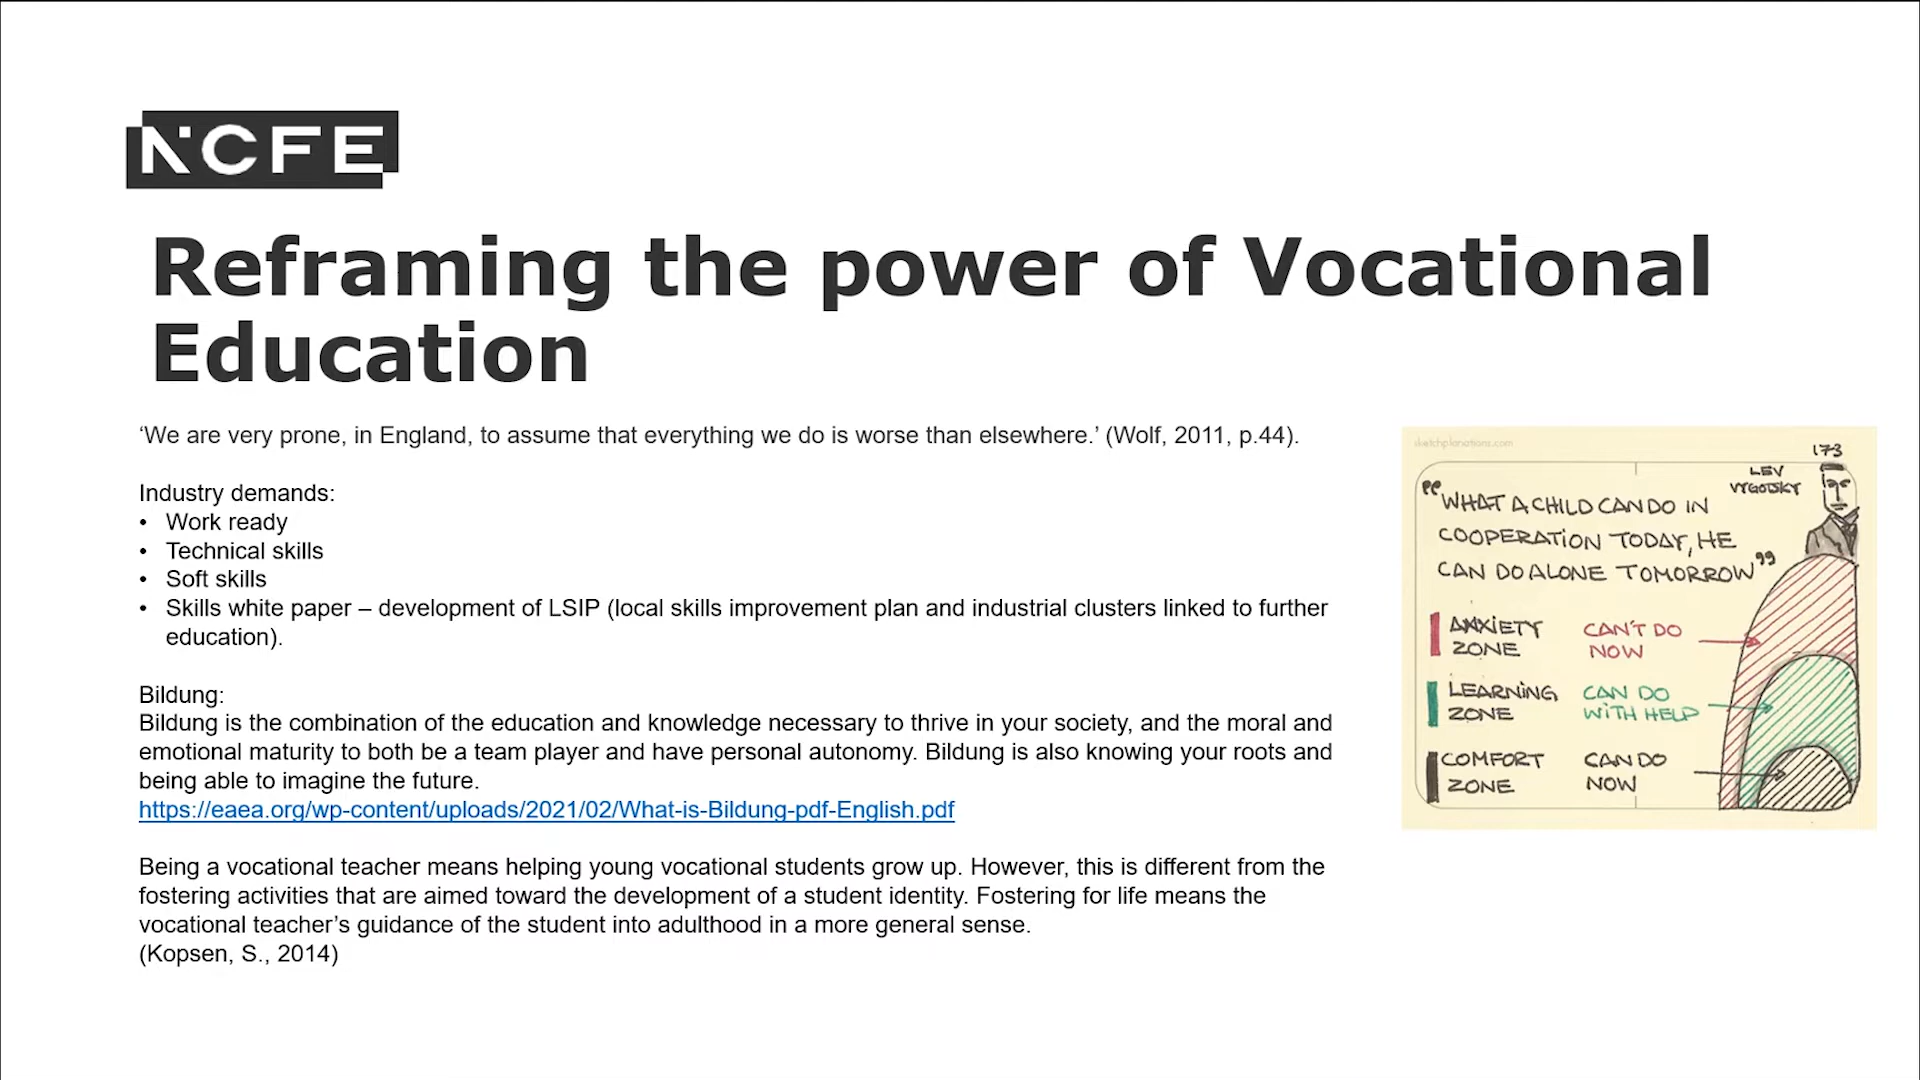 NCFE
Reframing the power of Vocational
Education
‘We are very prone, in England, to assume that everything we do is worse than elsewhere.’ (Wolf, 2011, p.44).
Industry demands:
• Work ready
• Technical skills
• Soft skills
• Skills white paper – development of LSIP (local skills improvement plan and industrial clusters linked to further
education).
Bildung:
Bildung is the combination of the education and knowledge necessary to thrive in your society, and the moral and
emotional maturity to both be a team player and have personal autonomy. Bildung is also knowing your roots and
being able to imagine the future.
https://eaea.org/wp-content/uploads/2021/02/What-is-Bildung-pdf-English.pdf
Being a vocational teacher means helping young vocational students grow up. However, this is different from the
fostering activities that are aimed toward the development of a student identity. Fostering for life means the
vocational teacher’s guidance of the student into adulthood in a more general sense.
(Kopsen, S., 2014)
sketchplanations.com
173
LEV
VYGOTSKY
“WHAT A CHILD CAN DO IN
COOPERATION TODAY, HE
CAN DO ALONE TOMORROW”
ANXIETY ZONE
CAN'T DO NOW
LEARNING ZONE
CAN DO WITH HELP
COMFORT ZONE
CAN DO NOW